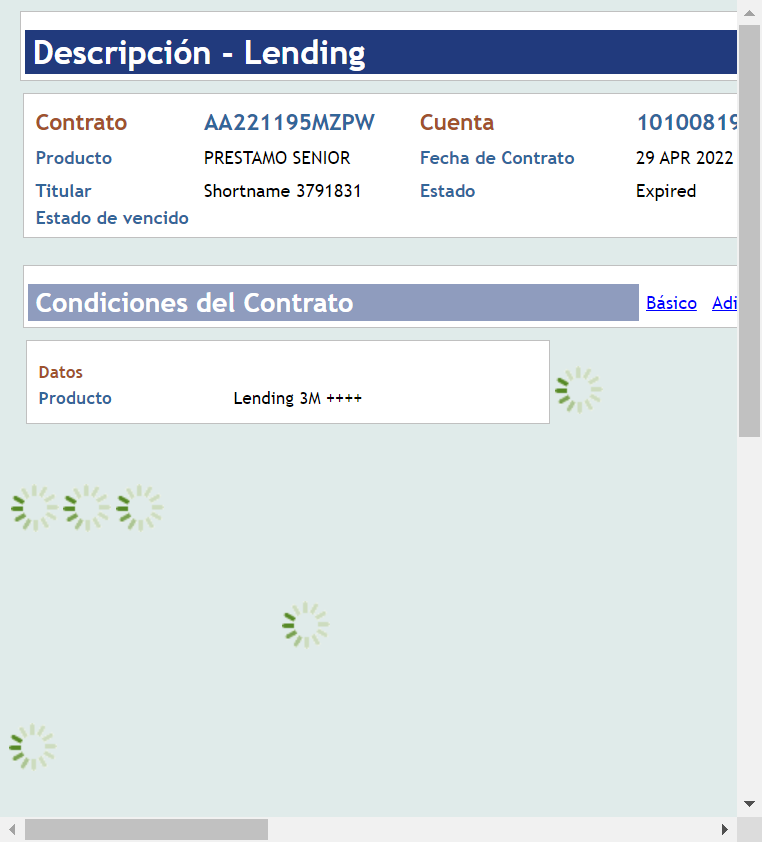 Descripción - Lending
Contrato AA221195MZPW Cuenta 10100819
Producto PRESTAMO SENIOR Fecha de Contrato 29 APR 2022
Titular Shortname 3791831 Estado Expired
Estado de vencido
Condiciones del Contrato Básico Adi
Datos
Producto Lending 3M ++++